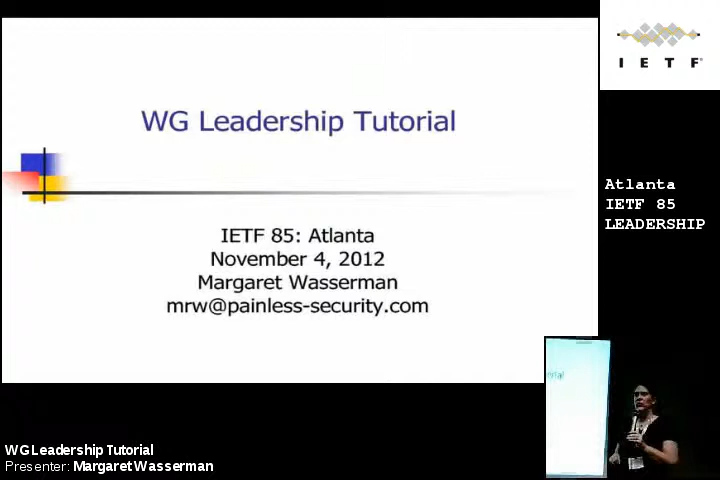 WG Leadership Tutorial
IETF 85: Atlanta
November 4, 2012
Margaret Wasserman
mrw@painless-security.com
I E T F®
Atlanta
IETF 85
LEADERSHIP
WG Leadership Tutorial
Presenter: Margaret Wasserman